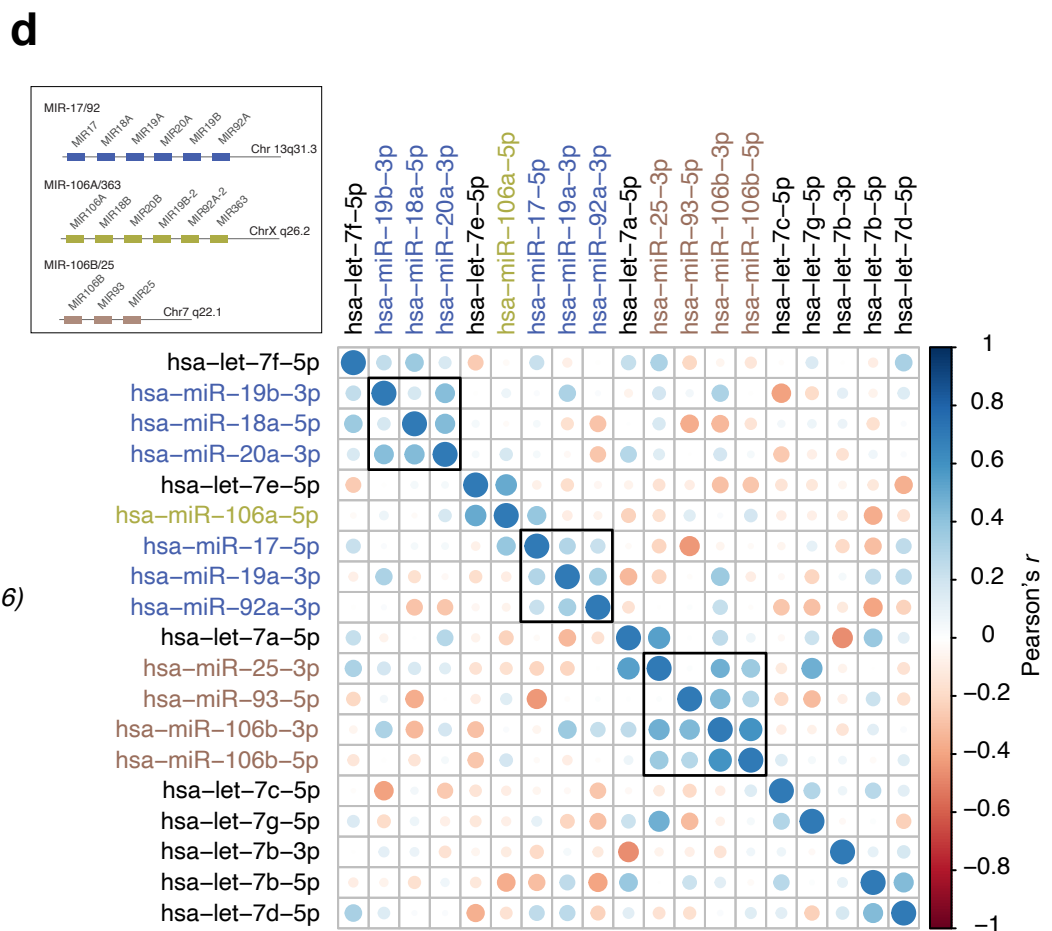 d
MIR-17/92
MIR17 MIR18A MIR19A MIR20A MIR19B MIR92A
Chr 13q31.3
MIR-106A/363
MIR106A MIR18B MIR20B MIR19B-2 MIR92A-2 MIR363
ChrX q26.2
MIR-106B/25
MIR106B MIR93 MIR25
Chr7 q22.1
hsa−let−7f−5p
hsa−miR−19b−3p
hsa−miR−18a−5p
hsa−miR−20a−3p
hsa−let−7e−5p
hsa−miR−106a−5p
hsa−miR−17−5p
hsa−miR−19a−3p
hsa−miR−92a−3p
hsa−let−7a−5p
hsa−miR−25−3p
hsa−miR−93−5p
hsa−miR−106b−3p
hsa−miR−106b−5p
hsa−let−7c−5p
hsa−let−7g−5p
hsa−let−7b−3p
hsa−let−7b−5p
hsa−let−7d−5p
hsa−let−7f−5p
hsa−miR−19b−3p
hsa−miR−18a−5p
hsa−miR−20a−3p
hsa−let−7e−5p
hsa−miR−106a−5p
hsa−miR−17−5p
hsa−miR−19a−3p
6)
hsa−miR−92a−3p
hsa−let−7a−5p
hsa−miR−25−3p
hsa−miR−93−5p
hsa−miR−106b−3p
hsa−miR−106b−5p
hsa−let−7c−5p
hsa−let−7g−5p
hsa−let−7b−3p
hsa−let−7b−5p
hsa−let−7d−5p
1
0.8
0.6
0.4
0.2
0
−0.2
−0.4
−0.6
−0.8
−1
Pearson's r